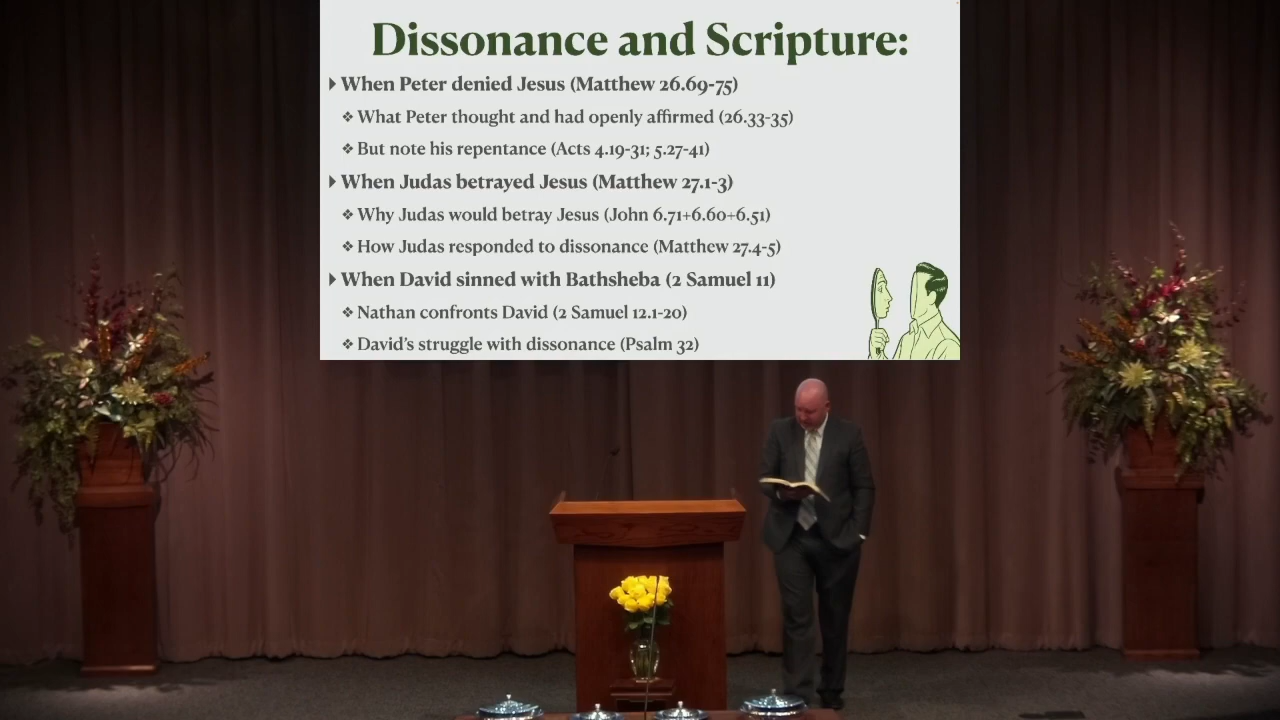 Dissonance and Scripture:
When Peter denied Jesus (Matthew 26.69-75)
What Peter thought and had openly affirmed (26.33-35)
But note his repentance (Acts 4.19-31; 5.27-41)
When Judas betrayed Jesus (Matthew 27.1-3)
Why Judas would betray Jesus (John 6.71+6.60+6.51)
How Judas responded to dissonance (Matthew 27.4-5)
When David sinned with Bathsheba (2 Samuel 11)
Nathan confronts David (2 Samuel 12.1-20)
David's struggle with dissonance (Psalm 32)